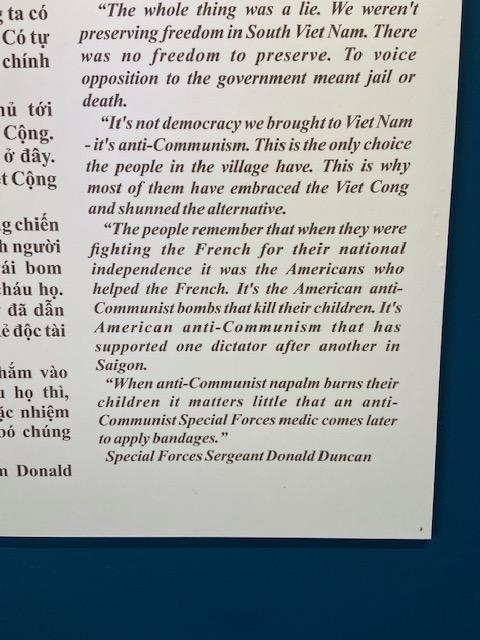 ng ta có
Có tự
chính
hủ tới
Cộng.
ở đây.
ệt Cộng
ng chiến
nh người
trái bom
cháu họ.
đã dẫn
kẻ độc tài
hắm vào
u họ thì,
ặc nhiệm
bó chúng
n Donald
“The whole thing was a lie. We weren't
preserving freedom in South Viet Nam. There
was no freedom to preserve. To voice
opposition to the government meant jail or
death.
“It's not democracy we brought to Viet Nam
- it's anti-Communism. This is the only choice
the people in the village have. This is why
most of them have embraced the Viet Cong
and shunned the alternative.
“The people remember that when they were
fighting the French for their national
independence it was the Americans who
helped the French. It's the American anti-
Communist bombs that kill their children. It's
American anti-Communism that has
supported one dictator after another in
Saigon.
“When anti-Communist napalm burns their
children it matters little that an anti-
Communist Special Forces medic comes later
to apply bandages.”
Special Forces Sergeant Donald Duncan